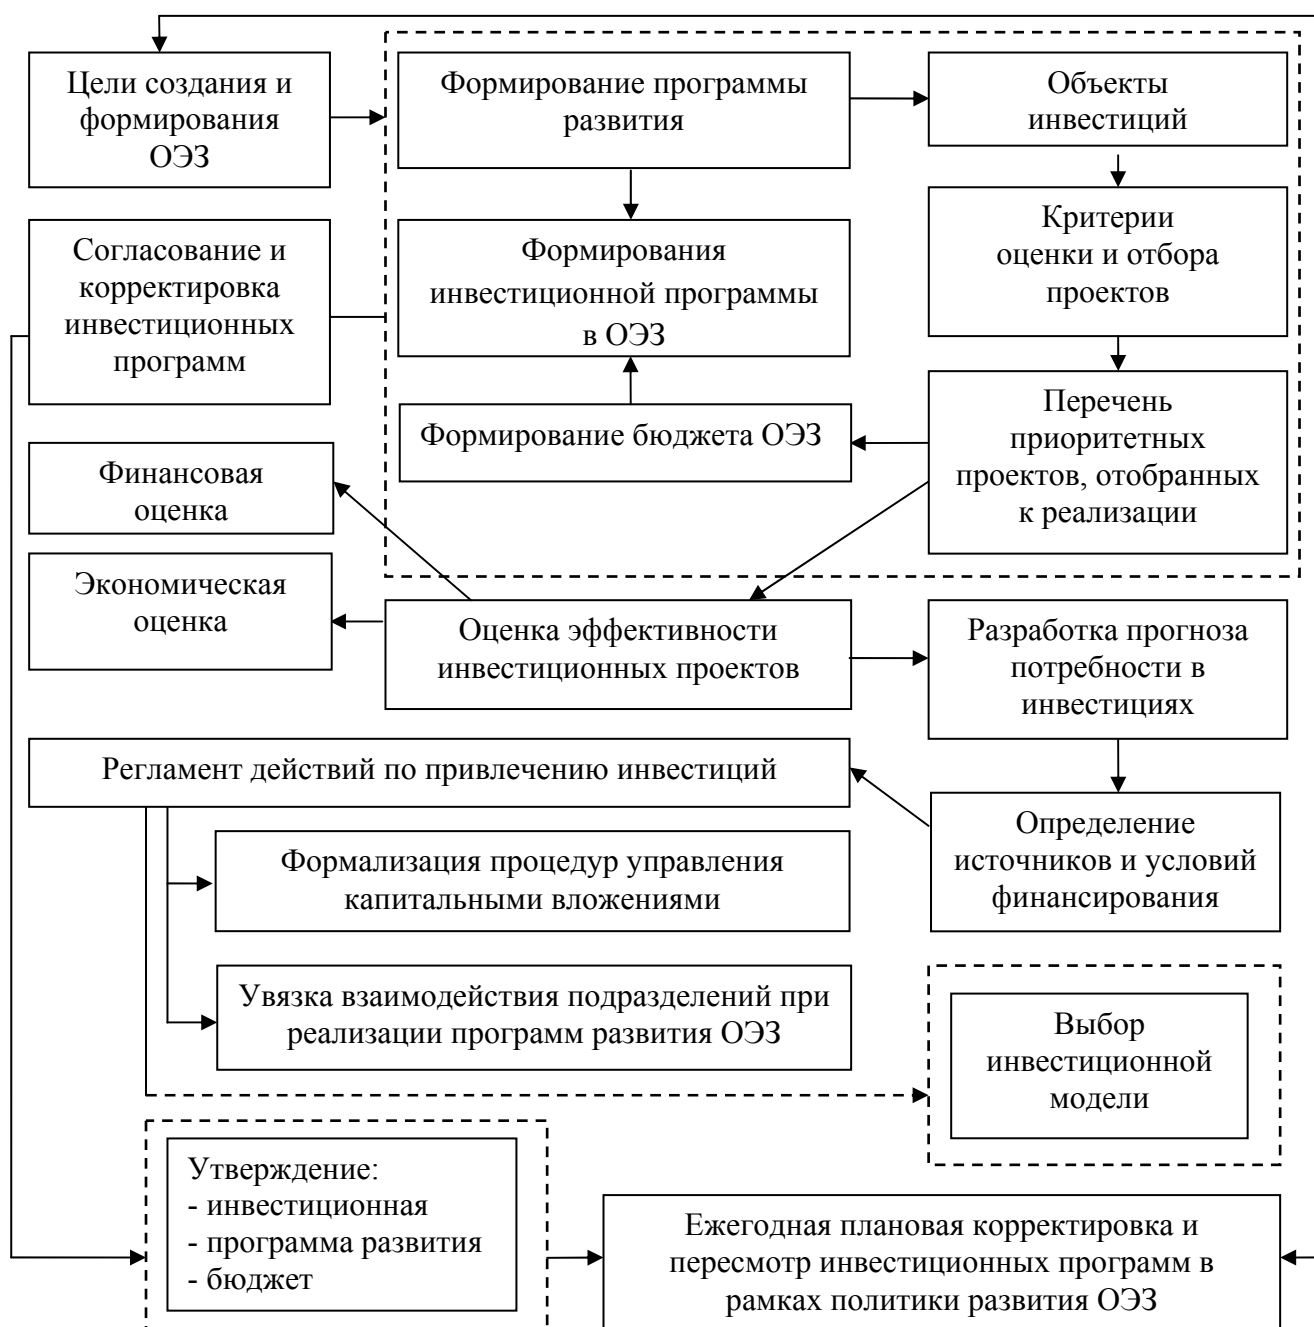 Цели создания и
формирования
ОЭЗ
Формирование программы
развития
Объекты
инвестиций
Согласование и
корректировка
инвестиционных
программ
Формирования
инвестиционной программы
в ОЭЗ
Критерии
оценки и отбора
проектов
Формирование бюджета ОЭЗ
Перечень
приоритетных
проектов, отобранных
к реализации
Финансовая
оценка
Экономическая
оценка
Оценка эффективности
инвестиционных проектов
Разработка прогноза
потребности в
инвестициях
Регламент действий по привлечению инвестиций
Определение
источников и условий
финансирования
Формализация процедур управления
капитальными вложениями
Увязка взаимодействия подразделений при
реализации программ развития ОЭЗ
Выбор
инвестиционной
модели
Утверждение:
- инвестиционная
- программа развития
- бюджет
Ежегодная плановая корректировка и
пересмотр инвестиционных программ в
рамках политики развития ОЭЗ